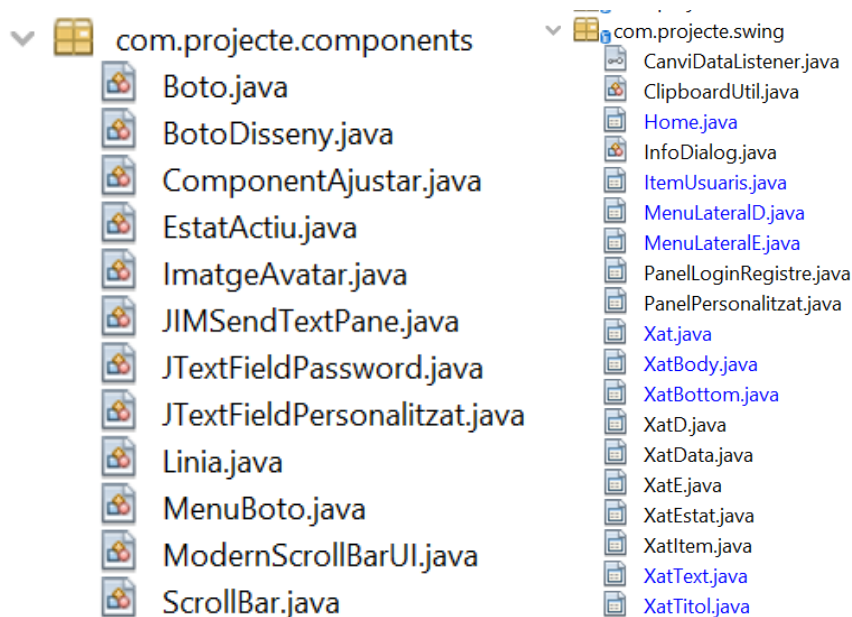 com.projecte.components
Boto.java
BotoDisseny.java
ComponentAjustar.java
EstatActiu.java
ImatgeAvatar.java
JIMSendTextPane.java
JTextFieldPassword.java
JTextFieldPersonalitzat.java
Linia.java
MenuBoto.java
ModernScrollBarUI.java
ScrollBar.java
com.projecte.swing
CanviDataListener.java
ClipboardUtil.java
Home.java
InfoDialog.java
ItemUsuaris.java
MenuLateralD.java
MenuLateralE.java
PanelLoginRegistre.java
PanelPersonalitzat.java
Xat.java
XatBody.java
XatBottom.java
XatD.java
XatData.java
XatE.java
XatEstat.java
XatItem.java
XatText.java
XatTitol.java